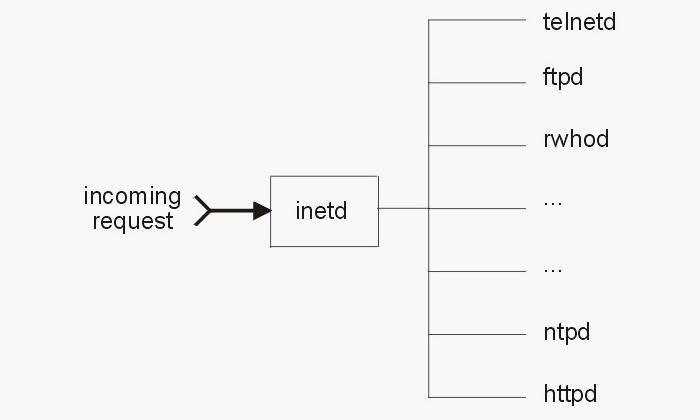 telnetd
ftpd
rwhod
incoming
request
inetd
...
...
ntpd
httpd